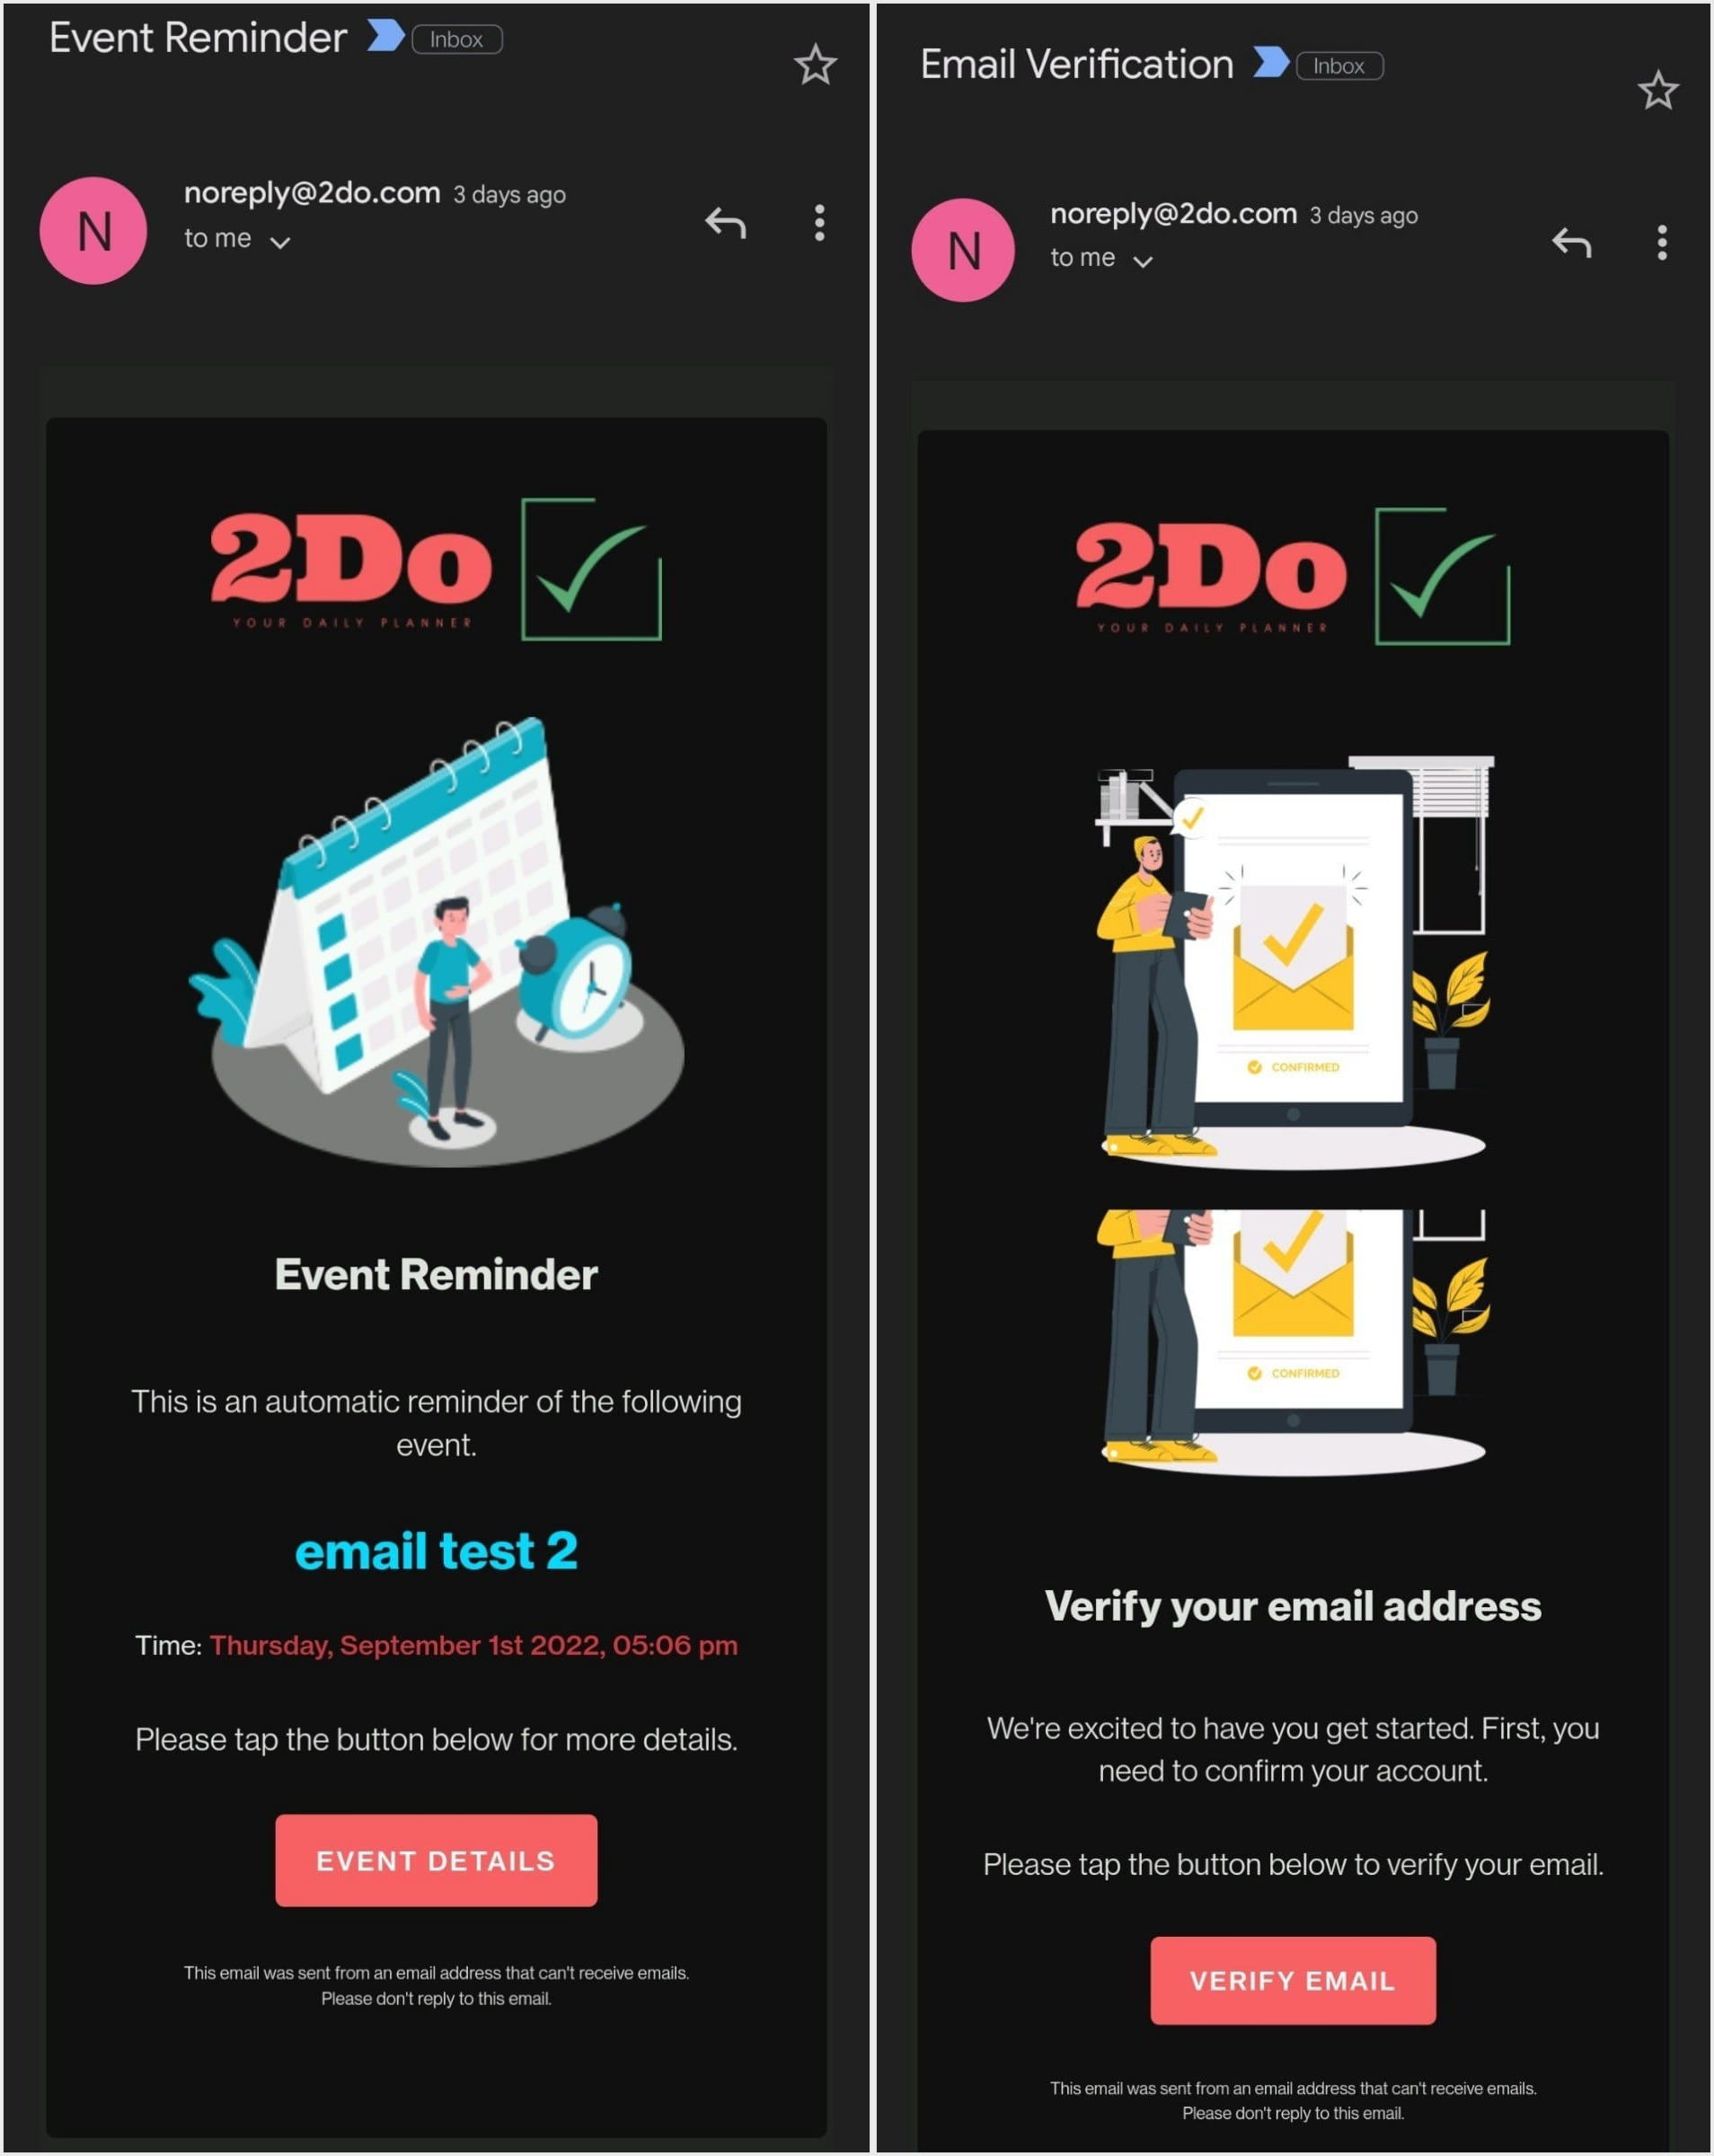 Event Reminder Inbox
N
noreply@2do.com 3 days ago
to me
2Do
YOUR DAILY PLANNER
Event Reminder
This is an automatic reminder of the following
event.
email test 2
Time: Thursday, September 1st 2022, 05:06 pm
Please tap the button below for more details.
EVENT DETAILS
This email was sent from an email address that can't receive emails.
Please don't reply to this email.
Email Verification Inbox
N
noreply@2do.com 3 days ago
to me
2Do
YOUR DAILY PLANNER
CONFIRMED
CONFIRMED
Verify your email address
We're excited to have you get started. First, you
need to confirm your account.
Please tap the button below to verify your email.
VERIFY EMAIL
This email was sent from an email address that can't receive emails.
Please don't reply to this email.